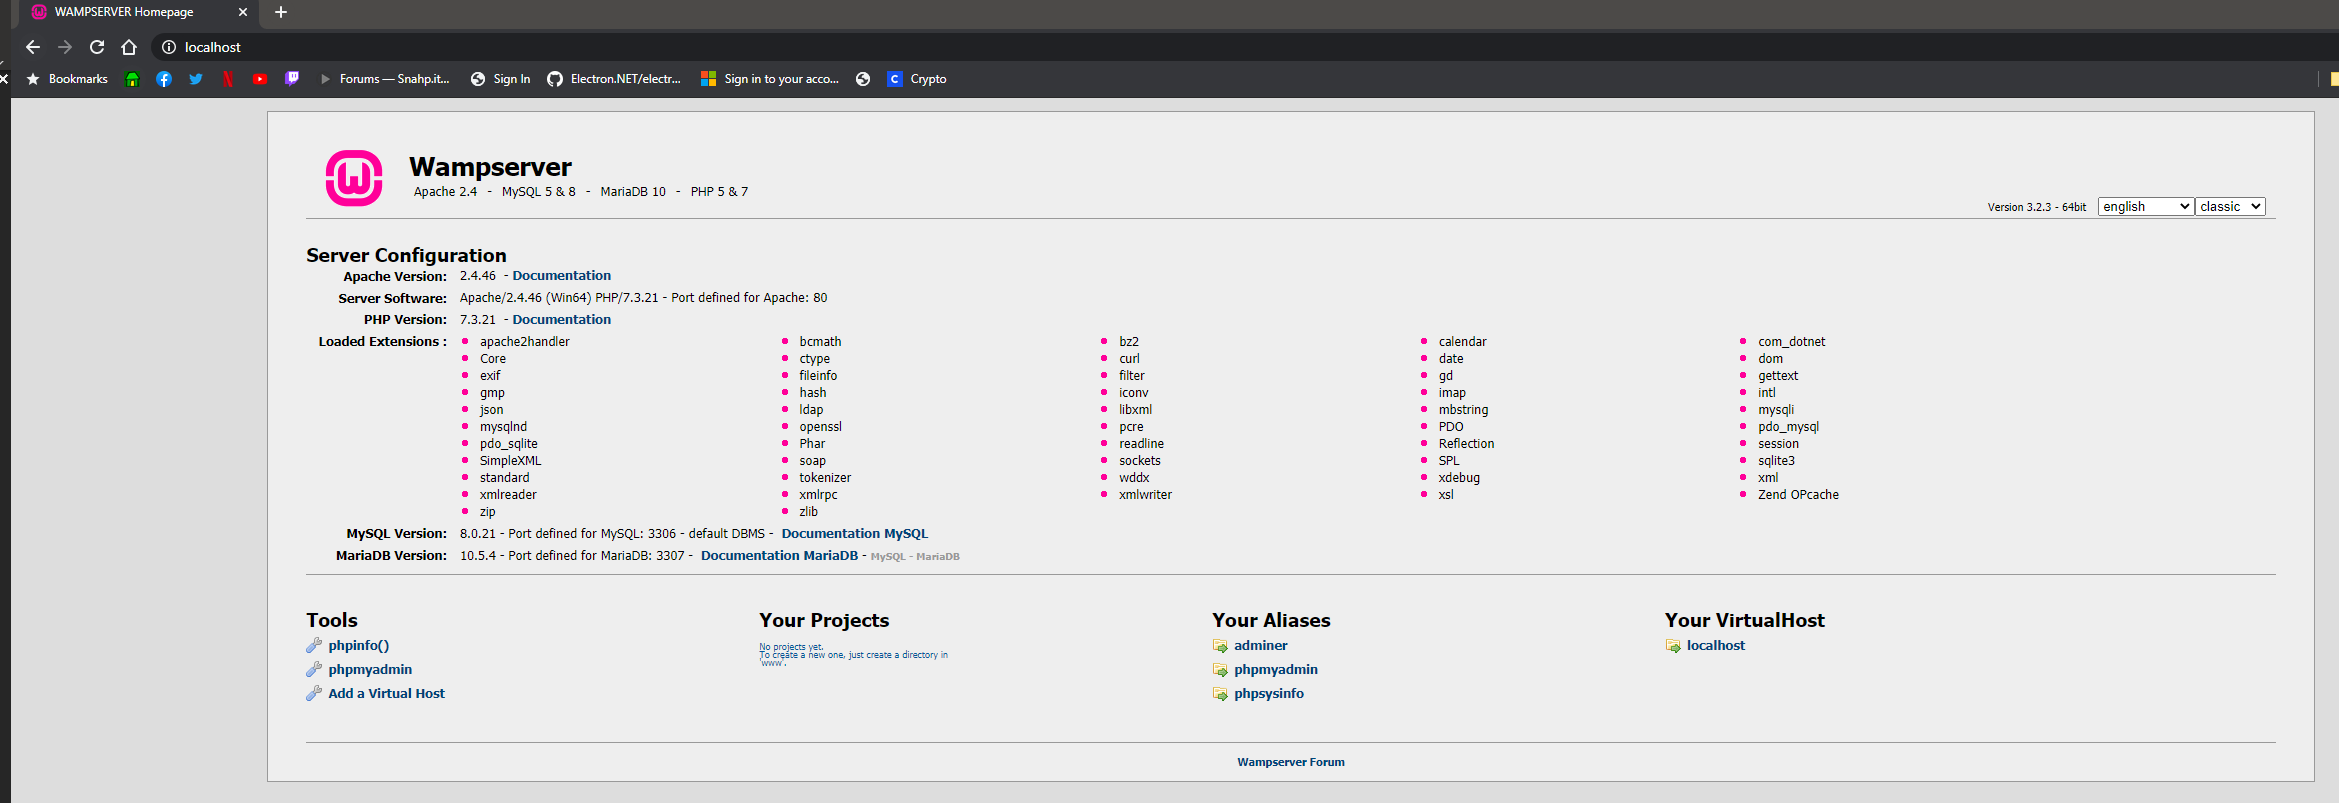 WAMPSERVER Homepage
localhost
Bookmarks Forums — Snahp.it... Sign In Electron.NET/electr... Sign in to your acco... C Crypto
W Wampserver
Apache 2.4 - MySQL 5 & 8 - MariaDB 10 - PHP 5 & 7
Version 3.2.3 - 64bit english classic
Server Configuration
Apache Version: 2.4.46 - Documentation
Server Software: Apache/2.4.46 (Win64) PHP/7.3.21 - Port defined for Apache: 80
PHP Version: 7.3.21 - Documentation
Loaded Extensions : apache2handler bcmath bz2 calendar com_dotnet
Core ctype curl date dom
exif fileinfo filter gd gettext
gmp hash iconv imap intl
json ldap libxml mbstring mysqli
mysqlnd openssl pcre PDO pdo_mysql
pdo_sqlite Phar readline Reflection session
SimpleXML soap sockets SPL sqlite3
standard tokenizer wddx xdebug xml
xmlreader xmlrpc xmlwriter xsl Zend OPcache
zip zlib
MySQL Version: 8.0.21 - Port defined for MySQL: 3306 - default DBMS - Documentation MySQL
MariaDB Version: 10.5.4 - Port defined for MariaDB: 3307 - Documentation MariaDB - MySQL - MariaDB
Tools
phpinfo()
phpmyadmin
Add a Virtual Host
Your Projects
No projects yet.
To create a new one, just create a directory in
'www'.
Your Aliases
adminer
phpmyadmin
phpsysinfo
Your VirtualHost
localhost
Wampserver Forum